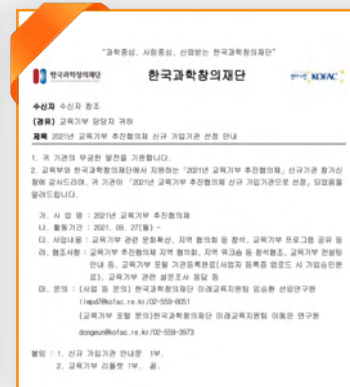 "과학중심, 사람중심, 신뢰받는 한국과학창의재단"
한국과학창의재단
한국과학창의재단
KOFAC
수신자 수신자 참조
(경유) 교육기부 담당자 귀하
제목 2021년 교육기부 추진협의체 신규 가입기관 선정 안내
1. 귀 기관의 무궁한 발전을 기원합니다.
2. 교육부와 한국과학창의재단에서 지원하는 「2021년 교육기부 추진협의체」 신규기관 참가신
청에 감사드리며, 귀 기관이 「2021년 교육기부 추진협의체 신규 가입기관으로 선정」 되었음을
알려드립니다.
가. 사 업 명 : 2021년 교육기부 추진협의체
나. 활동기간 : 2021. 09. 27(월) ~
다. 사업내용 : 교육기부 관련 문화확산, 지역 협의회 등 참석, 교육기부 프로그램 공유 등
라. 협조사항 : 교육기부 추진협의체 지역 협의회, 지역 워크숍 등 참석협조, 교육기부 컨설팅
안내 등, 교육기부 포털 기관등록완료(사업자 등록증 업로드 시 가입승인완
료), 교육기부 관련 설문조사 응답 등
마. 문의 : (사업 등 문의) 한국과학창의재단 미래교육지원팀 임승환 선임연구원
limpd7@kofac.re.kr/02-559-8051
(교육기부 포털 문의)한국과학창의재단 미래교육지원팀 이동은 연구원
dongeun@kofac.re.kr/02-559-3973
붙임 : 1. 신규 가입기관 안내문 1부.
2. 교육기부 리플렛 1부. 끝.